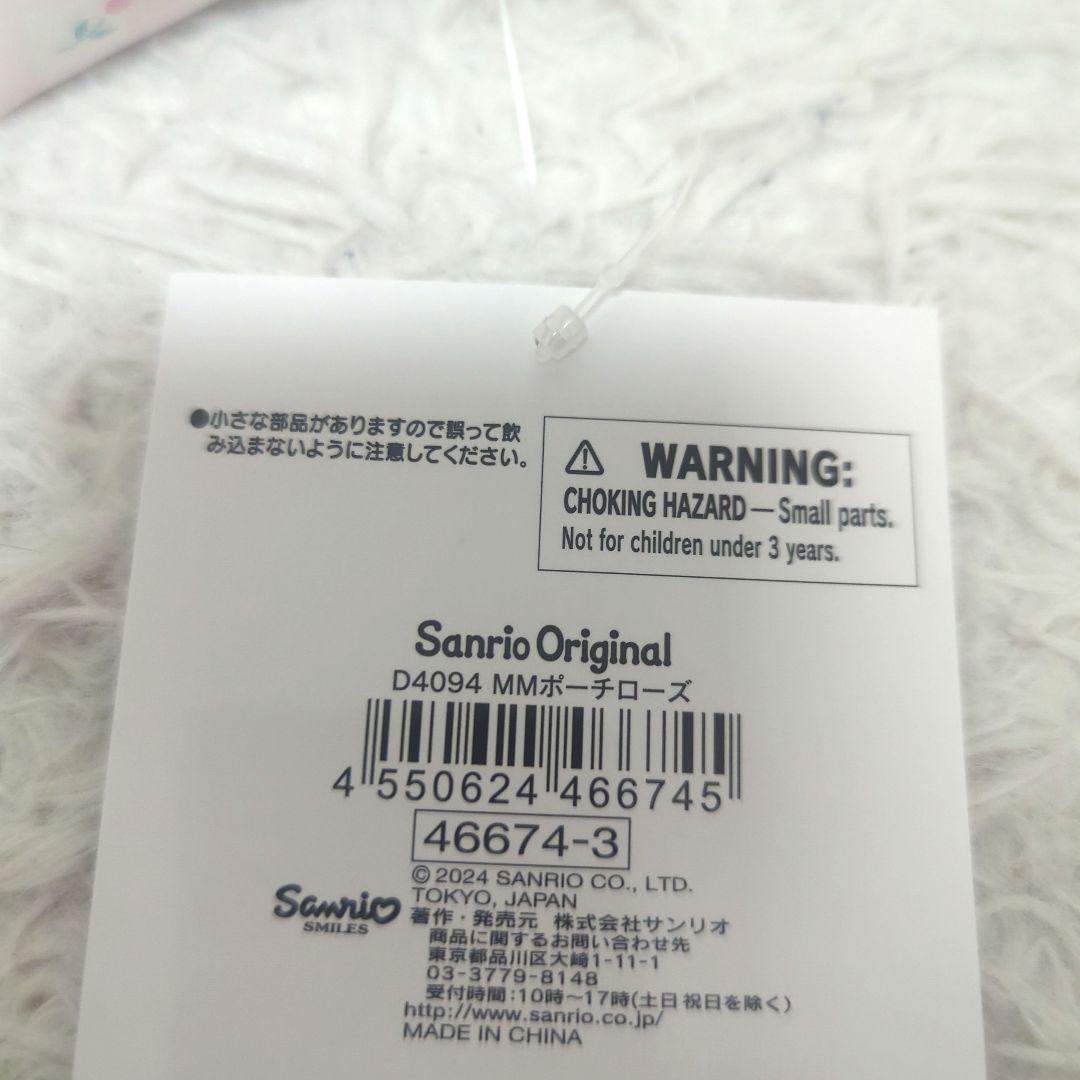 ●小さな部品がありますので誤って飲
み込まないように注意してください。
WARNING:
CHOKING HAZARD — Small parts.
Not for children under 3 years.
Sanrio Original
D4094 MMポーチローズ
4 550624 466745
46674-3
© 2024 SANRIO CO., LTD.
TOKYO, JAPAN
Sanrio
SMILES
著作・発売元 株式会社サンリオ
商品に関するお問い合わせ先
東京都品川区大崎1-11-1
03-3779-8148
受付時間:10時〜17時(土日祝日を除く)
http://www.sanrio.co.jp/
MADE IN CHINA